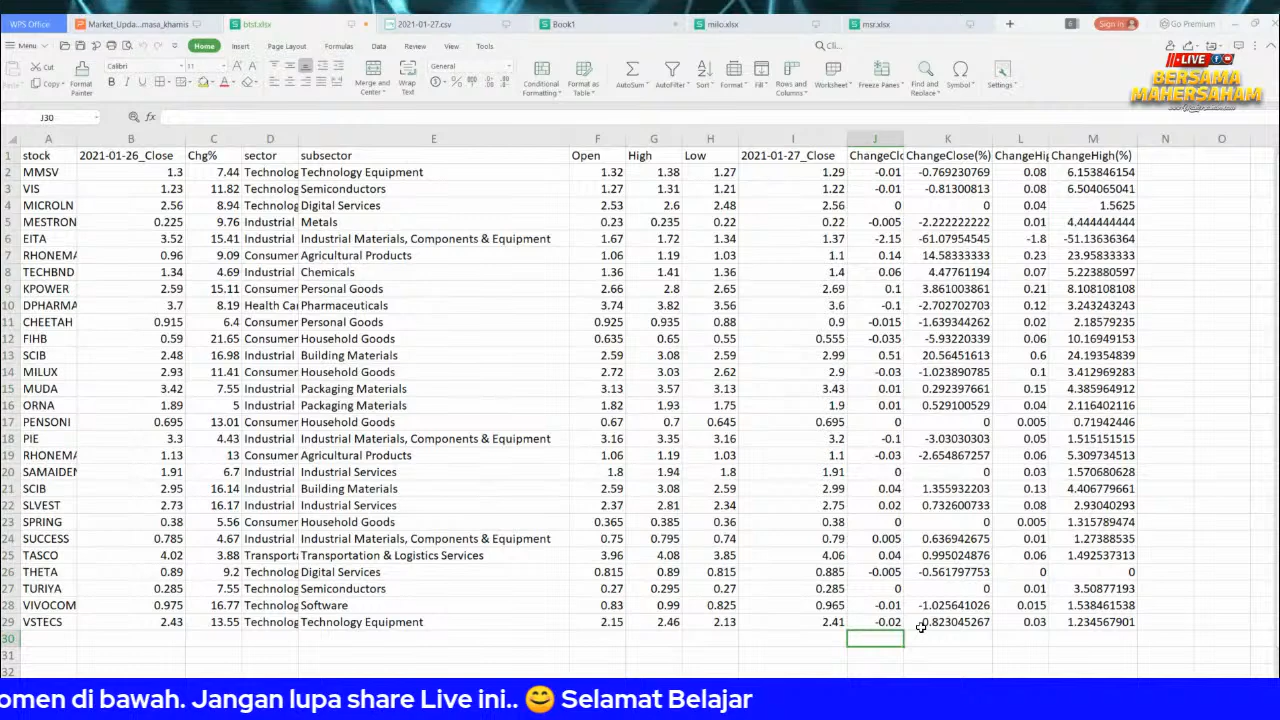 WPS Office Market_Upda...masa_khamis btst.xlsx 2021-01-27.csv Book1 milo.xlsx msr.xlsx Sign in Go Premium
Menu Home Insert Page Layout Formulas Data Review View Tools Cli...
Cut Calibri 11 General
Copy Format Painter B I U A Merge and Center Wrap Text Conditional Formatting Format as Table AutoSum AutoFilter Sort Format Fill Rows and Columns Worksheet Freeze Panes Find and Replace Symbol Settings
LIVE
BERSAMA
MAHERSAHAM
J30 fx
A B C D E F G H I J K L M N O
1 stock 2021-01-26_Close Chg% sector subsector Open High Low 2021-01-27_Close ChangeClo ChangeClose(%) ChangeHig ChangeHigh(%)
2 MMSV 1.3 7.44 Technolog Technology Equipment 1.32 1.38 1.27 1.29 -0.01 -0.769230769 0.08 6.153846154
3 VIS 1.23 11.82 Technolog Semiconductors 1.27 1.31 1.21 1.22 -0.01 -0.81300813 0.08 6.504065041
4 MICROLN 2.56 8.94 Technolog Digital Services 2.53 2.6 2.48 2.56 0 0 0.04 1.5625
5 MESTRON 0.225 9.76 Industrial Metals 0.23 0.235 0.22 0.22 -0.005 -2.222222222 0.01 4.444444444
6 EITA 3.52 15.41 Industrial Industrial Materials, Components & Equipment 1.67 1.72 1.34 1.37 -2.15 -61.07954545 -1.8 -51.13636364
7 RHONEMA 0.96 9.09 Consumer Agricultural Products 1.06 1.19 1.03 1.1 0.14 14.58333333 0.23 23.95833333
8 TECHBND 1.34 4.69 Industrial Chemicals 1.36 1.41 1.36 1.4 0.06 4.47761194 0.07 5.223880597
9 KPOWER 2.59 15.11 Consumer Personal Goods 2.66 2.8 2.65 2.69 0.1 3.861003861 0.21 8.108108108
10 DPHARMA 3.7 8.19 Health Car Pharmaceuticals 3.74 3.82 3.56 3.6 -0.1 -2.702702703 0.12 3.243243243
11 CHEETAH 0.915 6.4 Consumer Personal Goods 0.925 0.935 0.88 0.9 -0.015 -1.639344262 0.02 2.18579235
12 FIHB 0.59 21.65 Consumer Household Goods 0.635 0.65 0.55 0.555 -0.035 -5.93220339 0.06 10.16949153
13 SCIB 2.48 16.98 Industrial Building Materials 2.59 3.08 2.59 2.99 0.51 20.56451613 0.6 24.19354839
14 MILUX 2.93 11.41 Consumer Household Goods 2.72 3.03 2.62 2.9 -0.03 -1.023890785 0.1 3.412969283
15 MUDA 3.42 7.55 Industrial Packaging Materials 3.13 3.57 3.13 3.43 0.01 0.292397661 0.15 4.385964912
16 ORNA 1.89 5 Industrial Packaging Materials 1.82 1.93 1.75 1.9 0.01 0.529100529 0.04 2.116402116
17 PENSONI 0.695 13.01 Consumer Household Goods 0.67 0.7 0.645 0.695 0 0 0.005 0.71942446
18 PIE 3.3 4.43 Industrial Industrial Materials, Components & Equipment 3.16 3.35 3.16 3.2 -0.1 -3.03030303 0.05 1.515151515
19 RHONEMA 1.13 13 Consumer Agricultural Products 1.06 1.19 1.03 1.1 -0.03 -2.654867257 0.06 5.309734513
20 SAMAIDEN 1.91 6.7 Industrial Industrial Services 1.8 1.94 1.8 1.91 0 0 0.03 1.570680628
21 SCIB 2.95 16.14 Industrial Building Materials 2.59 3.08 2.59 2.99 0.04 1.355932203 0.13 4.406779661
22 SLVEST 2.73 16.17 Industrial Industrial Services 2.37 2.81 2.34 2.75 0.02 0.732600733 0.08 2.93040293
23 SPRING 0.38 5.56 Consumer Household Goods 0.365 0.385 0.36 0.38 0 0 0.005 1.315789474
24 SUCCESS 0.785 4.67 Industrial Industrial Materials, Components & Equipment 0.75 0.795 0.74 0.79 0.005 0.636942675 0.01 1.27388535
25 TASCO 4.02 3.88 Transporta Transportation & Logistics Services 3.96 4.08 3.85 4.06 0.04 0.995024876 0.06 1.492537313
26 THETA 0.89 9.2 Technolog Digital Services 0.815 0.89 0.815 0.885 -0.005 -0.561797753 0 0
27 TURIYA 0.285 7.55 Technolog Semiconductors 0.27 0.295 0.27 0.285 0 0 0.01 3.50877193
28 VIVOCOM 0.975 16.77 Technolog Software 0.83 0.99 0.825 0.965 -0.01 -1.025641026 0.015 1.538461538
29 VSTECS 2.43 13.55 Technolog Technology Equipment 2.15 2.46 2.13 2.41 -0.02 -0.823045267 0.03 1.234567901
30
31
32
omen di bawah. Jangan lupa share Live ini.. 😊 Selamat Belajar